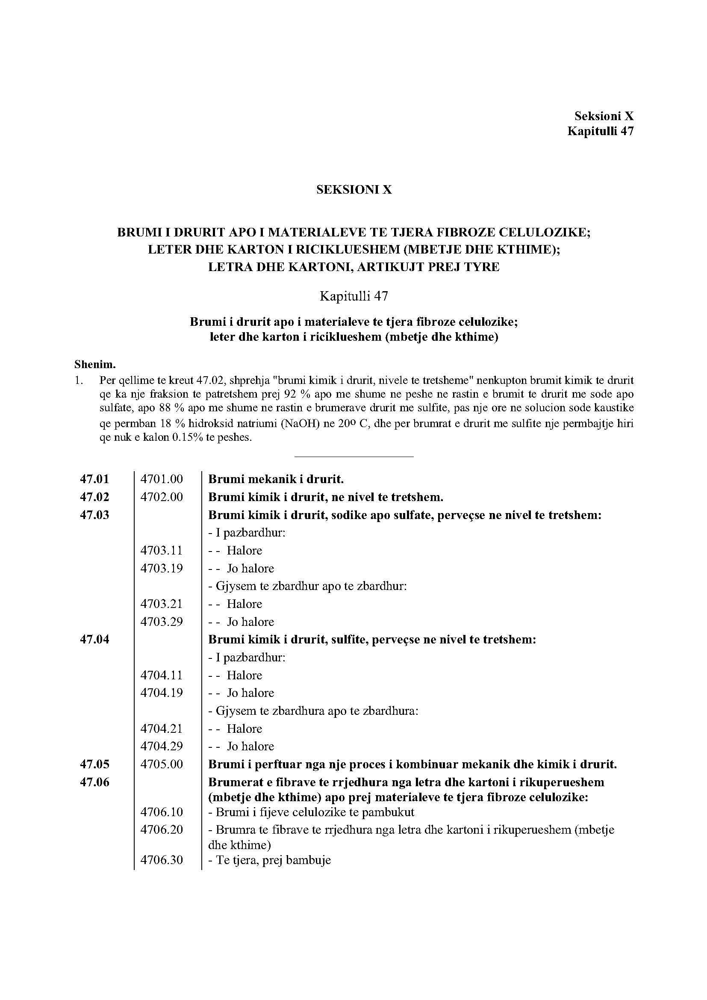 Seksioni X
Kapitulli 47
SEKSIONI X
BRUMI I DRURIT APO I MATERIALEVE TE TJERA FIBROZE CELULOZIKE;
LETER DHE KARTON I RICIKLUESHEM (MBETJE DHE KTHIME);
LETRA DHE KARTONI, ARTIKUJT PREJ TYRE
Kapitulli 47
Brumi i drurit apo i materialeve te tjera fibroze celulozike;
leter dhe karton i riciklueshem (mbetje dhe kthime)
Shenim.
1. Per qellime te kreut 47.02, shprehja "brumi kimik i drurit, nivele te tretsheme" nenkupton brumit kimik te drurit
qe ka nje fraksion te patretshem prej 92 % apo me shume ne peshe ne rastin e brumit te drurit me sode apo
sulfate, apo 88 % apo me shume ne rastin e brumerave drurit me sulfite, pas nje ore ne solucion sode kaustike
qe permban 18 % hidroksid natriumi (NaOH) ne 20º C, dhe per brumrat e drurit me sulfite nje permbajtje hiri
qe nuk e kalon 0.15% te peshes.
47.01 4701.00 Brumi mekanik i drurit.
47.02 4702.00 Brumi kimik i drurit, ne nivel te tretshem.
47.03 Brumi kimik i drurit, sodike apo sulfate, perveçse ne nivel te tretshem:
- I pazbardhur:
4703.11 - - Halore
4703.19 - - Jo halore
- Gjysem te zbardhur apo te zbardhur:
4703.21 - - Halore
4703.29 - - Jo halore
47.04 Brumi kimik i drurit, sulfite, perveçse ne nivel te tretshem:
- I pazbardhur:
4704.11 - - Halore
4704.19 - - Jo halore
- Gjysem te zbardhura apo te zbardhura:
4704.21 - - Halore
4704.29 - - Jo halore
47.05 4705.00 Brumi i perftuar nga nje proces i kombinuar mekanik dhe kimik i drurit.
47.06 Brumerat e fibrave te rrjedhura nga letra dhe kartoni i rikuperueshem
(mbetje dhe kthime) apo prej materialeve te tjera fibroze celulozike:
4706.10 - Brumi i fijeve celulozike te pambukut
4706.20 - Brumra te fibrave te rrjedhura nga letra dhe kartoni i rikuperueshem (mbetje
dhe kthime)
4706.30 - Te tjera, prej bambuje